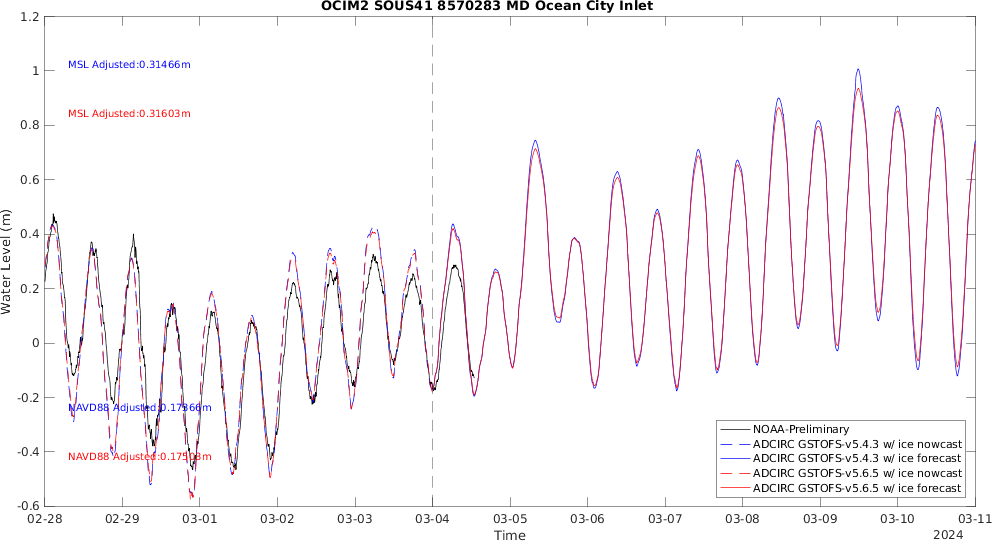 OCIM2 SOUS41 8570283 MD Ocean City Inlet
1.2
1
0.8
0.6
0.4
0.2
0
-0.2
-0.4
-0.6
Water Level (m)
MSL Adjusted:0.31466m
MSL Adjusted:0.31603m
NAVD88 Adjusted:0.17366m
NAVD88 Adjusted:0.17503m
NOAA-Preliminary
ADCIRC GSTOFS-v5.4.3 w/ ice nowcast
ADCIRC GSTOFS-v5.4.3 w/ ice forecast
ADCIRC GSTOFS-v5.6.5 w/ ice nowcast
ADCIRC GSTOFS-v5.6.5 w/ ice forecast
02-28 02-29 03-01 03-02 03-03 03-04 03-05 03-06 03-07 03-08 03-09 03-10 03-11
Time
2024